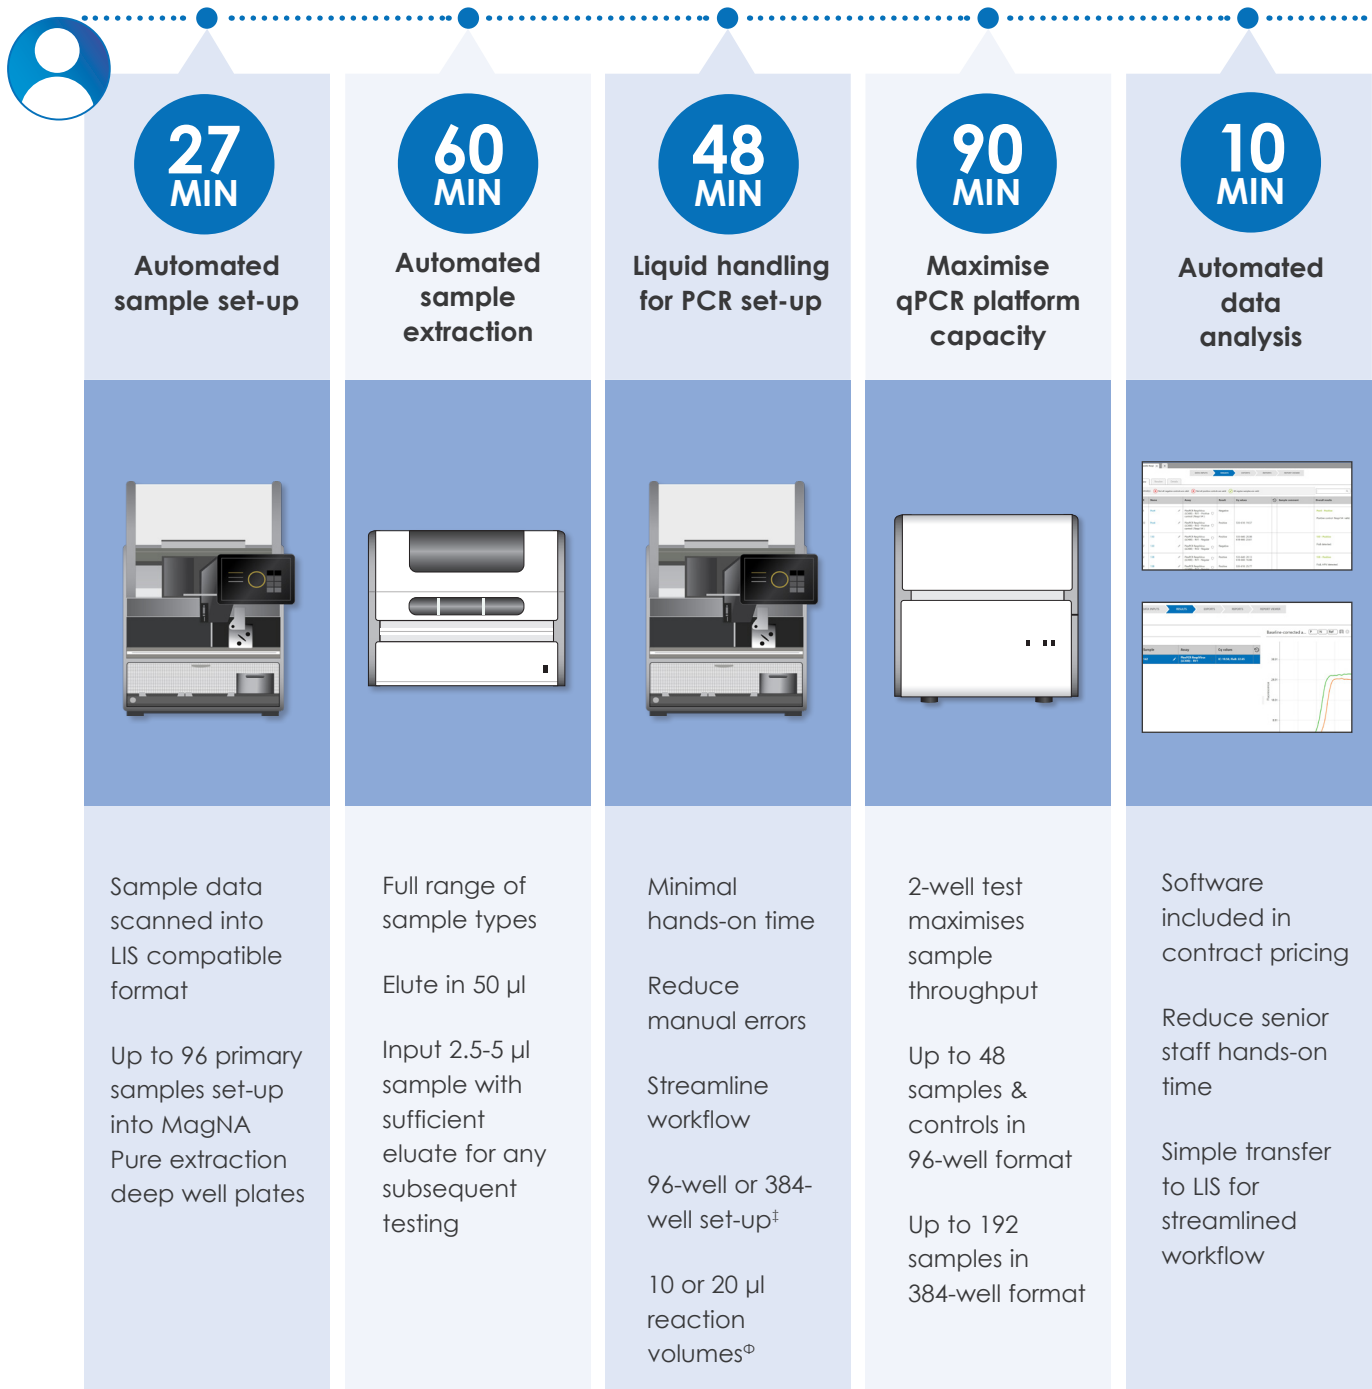 27
MIN
Automated
sample set-up
Sample data
scanned into
LIS compatible
format
Up to 96 primary
samples set-up
into MagNA
Pure extraction
deep well plates
60
MIN
Automated
sample
extraction
Full range of
sample types
Elute in 50 µl
Input 2.5-5 µl
sample with
sufficient
eluate for any
subsequent
testing
48
MIN
Liquid handling
for PCR set-up
Minimal
hands-on time
Reduce
manual errors
Streamline
workflow
96-well or 384-
well set-up‡
10 or 20 µl
reaction
volumesΦ
90
MIN
Maximise
qPCR platform
capacity
2-well test
maximises
sample
throughput
Up to 48
samples &
controls in
96-well format
Up to 192
samples in
384-well format
10
MIN
Automated
data
analysis
Baseline corrected
Sample
Assay
Cq values
Software
included in
contract pricing
Reduce senior
staff hands-on
time
Simple transfer
to LIS for
streamlined
workflow